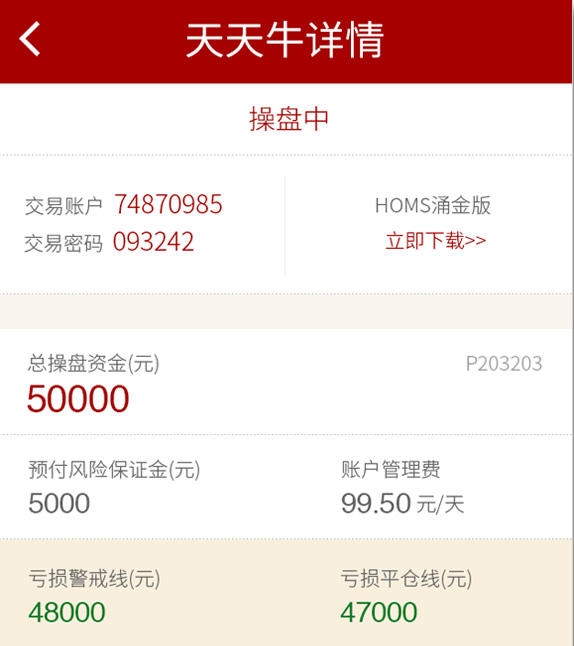 天天牛详情
操盘中
交易账户 74870985
交易密码 093242
HOMS涌金版
立即下载>>
总操盘资金(元)
P203203
50000
预付风险保证金(元)
5000
账户管理费
99.50 元/天
亏损警戒线(元)
48000
亏损平仓线(元)
47000